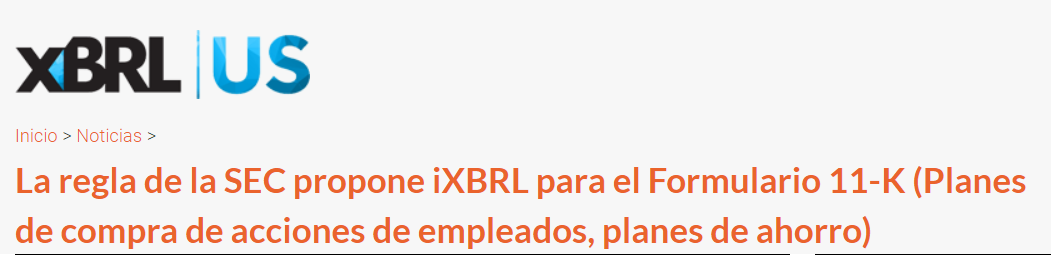 xBRL US
Inicio > Noticias >
La regla de la SEC propone iXBRL para el Formulario 11-K (Planes
de compra de acciones de empleados, planes de ahorro)